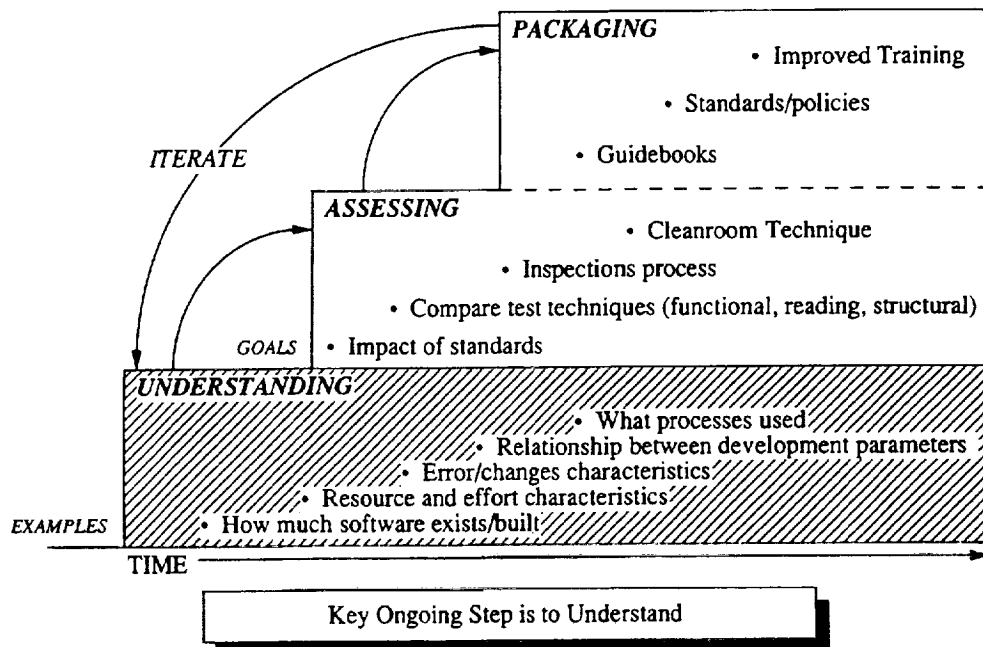 PACKAGING
• Improved Training
• Standards/policies
• Guidebooks
ITERATE
ASSESSING
• Cleanroom Technique
• Inspections process
• Compare test techniques (functional, reading, structural)
GOALS
• Impact of standards
UNDERSTANDING
• What processes used
• Relationship between development parameters
• Error/changes characteristics
• Resource and effort characteristics
EXAMPLES
• How much software exists/built
TIME
Key Ongoing Step is to Understand